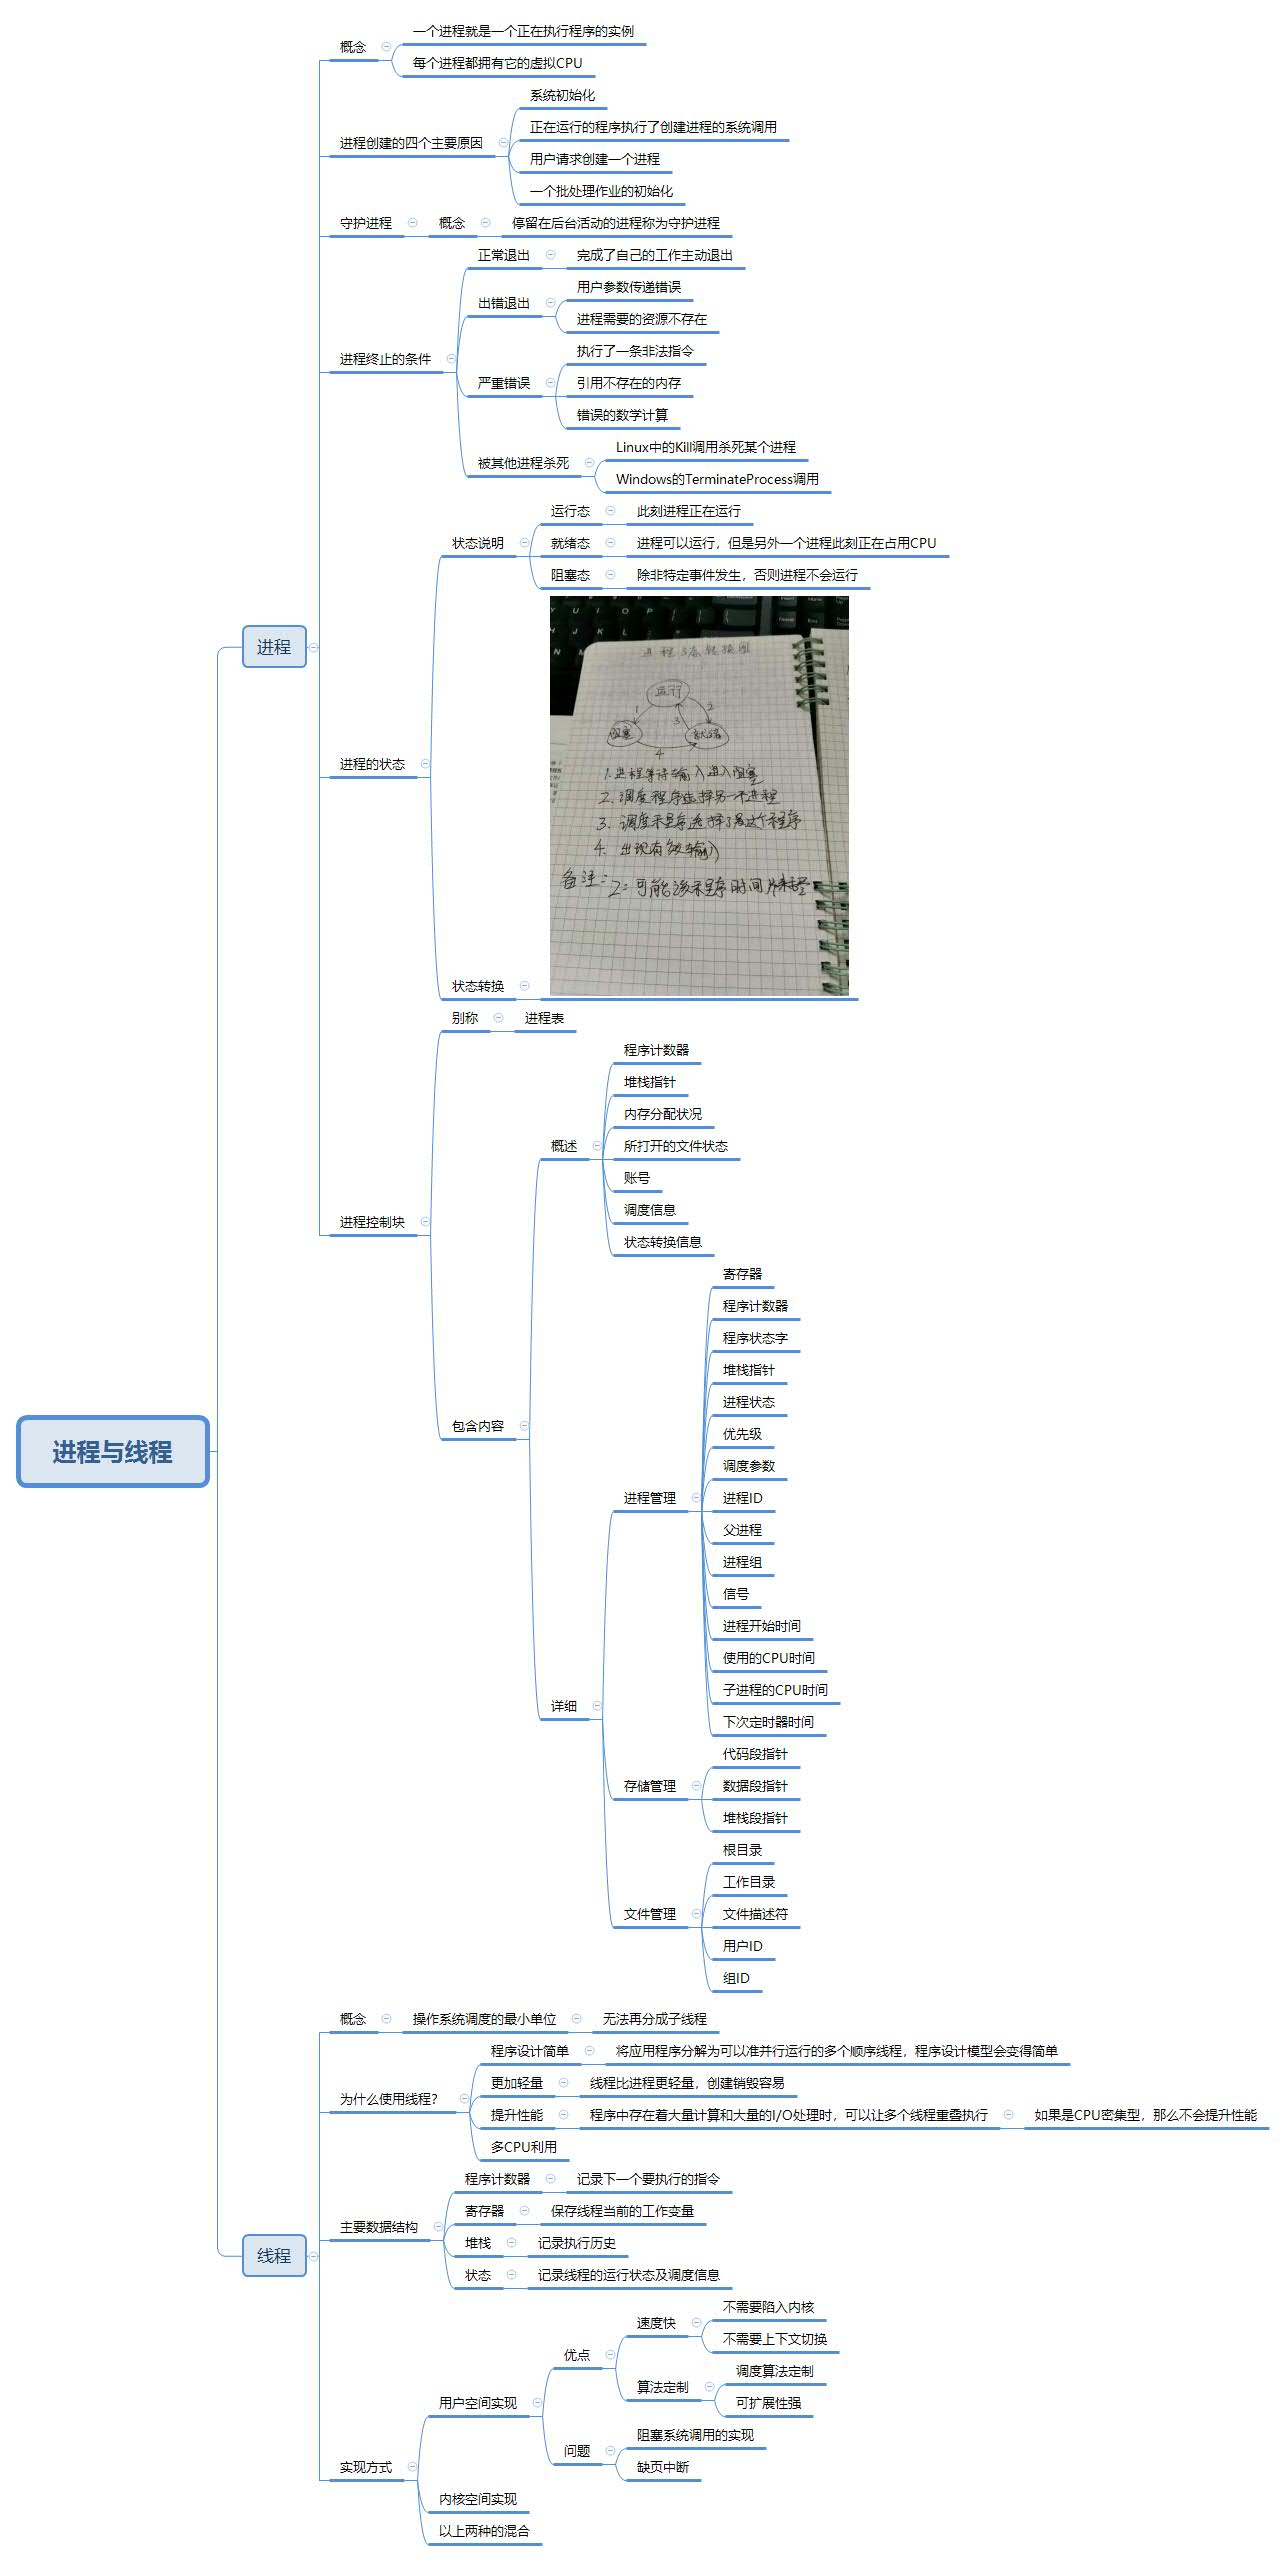 进程与线程
进程
概念
一个进程就是一个正在执行程序的实例
每个进程都拥有它的虚拟CPU
进程创建的四个主要原因
系统初始化
正在运行的程序执行了创建进程的系统调用
用户请求创建一个进程
一个批处理作业的初始化
守护进程
概念
停留在后台活动的进程称为守护进程
进程终止的条件
正常退出
完成了自己的工作主动退出
出错退出
用户参数传递错误
进程需要的资源不存在
严重错误
执行了一条非法指令
引用不存在的内存
错误的数学计算
被其他进程杀死
Linux中的Kill调用杀死某个进程
Windows的TerminateProcess调用
进程的状态
状态说明
运行态
此刻进程正在运行
就绪态
进程可以运行，但是另外一个进程此刻正在占用CPU
阻塞态
除非特定事件发生，否则进程不会运行
状态转换
进程3态转换图
运行
1
2
3
阻塞
就绪
4
1.进程等待输入进入阻塞
2.调度程序选择另一个进程
3.调度程序选择了这个程序
4.出现有效输入
备注：2：可能该程序时间片
进程控制块
别称
进程表
包含内容
概述
程序计数器
堆栈指针
内存分配状况
所打开的文件状态
账号
调度信息
状态转换信息
详细
进程管理
寄存器
程序计数器
程序状态字
堆栈指针
进程状态
优先级
调度参数
进程ID
父进程
进程组
信号
进程开始时间
使用的CPU时间
子进程的CPU时间
下次定时器时间
存储管理
代码段指针
数据段指针
堆栈段指针
文件管理
根目录
工作目录
文件描述符
用户ID
组ID
线程
概念
操作系统调度的最小单位
无法再分成子线程
为什么使用线程？
程序设计简单
将应用程序分解为可以准并行运行的多个顺序线程，程序设计模型会变得简单
更加轻量
线程比进程更轻量，创建销毁容易
提升性能
程序中存在着大量计算和大量的I/O处理时，可以让多个线程重叠执行
如果是CPU密集型，那么不会提升性能
多CPU利用
主要数据结构
程序计数器
记录下一个要执行的指令
寄存器
保存线程当前的工作变量
堆栈
记录执行历史
状态
记录线程的运行状态及调度信息
实现方式
用户空间实现
优点
速度快
不需要陷入内核
不需要上下文切换
算法定制
调度算法定制
可扩展性强
问题
阻塞系统调用的实现
缺页中断
内核空间实现
以上两种的混合